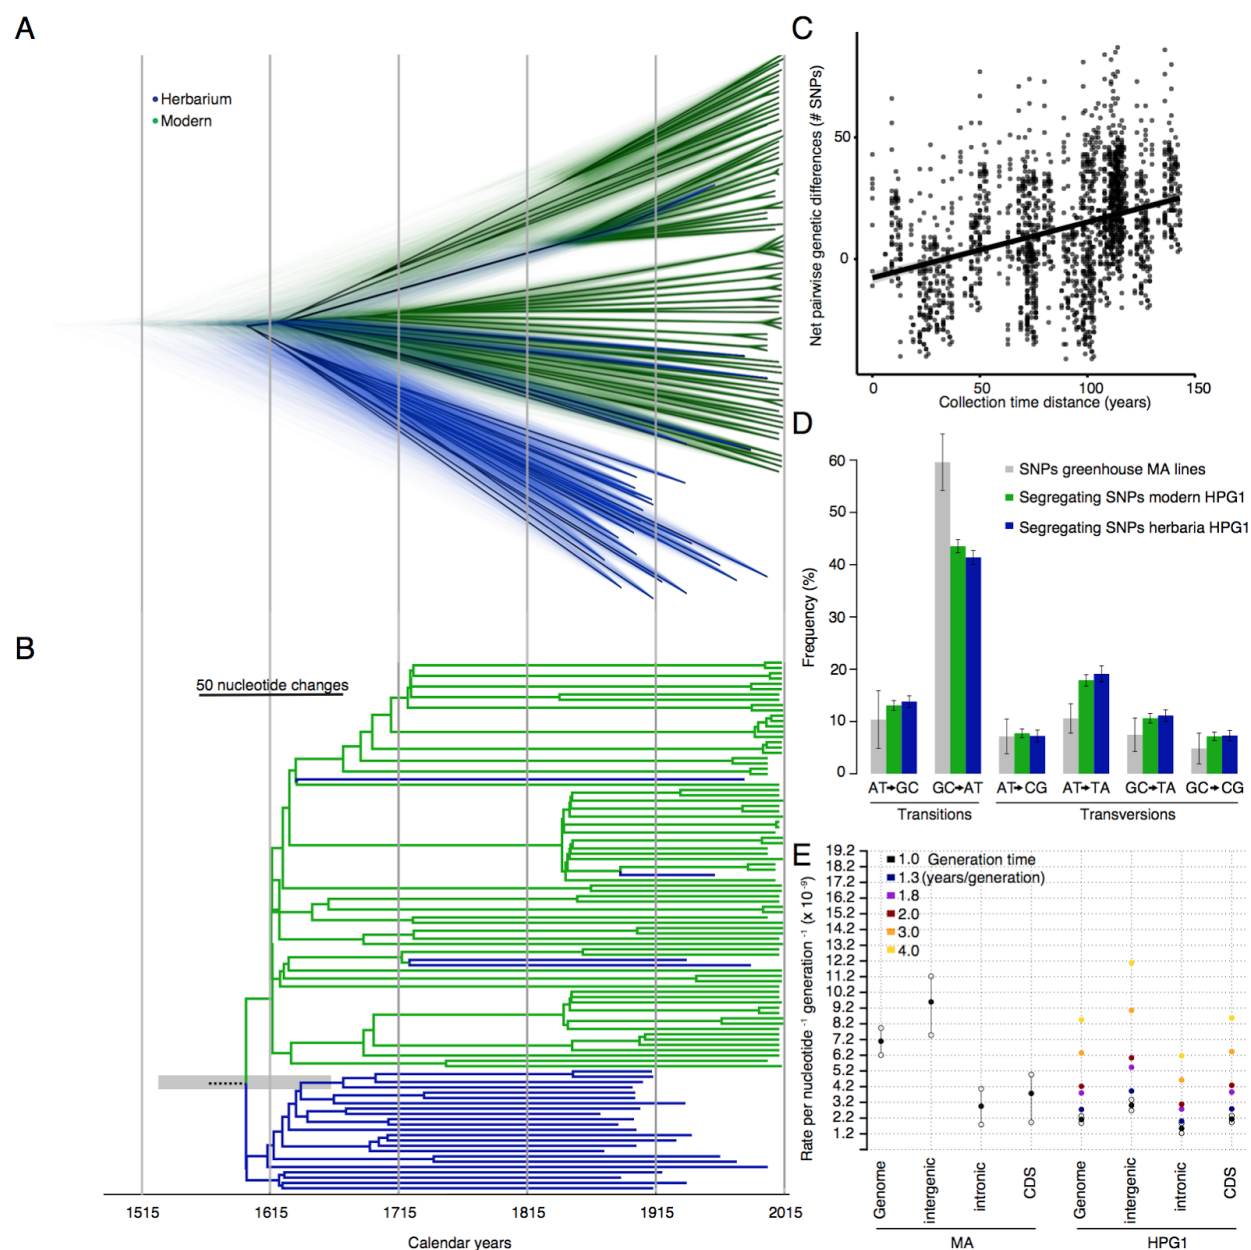 A
Herbarium
Modern
B
50 nucleotide changes
1515 1615 1715 1815 1915 2015
Calendar years
C
Net pairwise genetic differences (# SNPs)
50
0
0 50 100 150
Collection time distance (years)
D
Frequency (%)
60
50
40
30
20
10
0
SNPs greenhouse MA lines
Segregating SNPs modern HPG1
Segregating SNPs herbaria HPG1
AT→GC GC→AT AT→CG AT→TA GC→TA GC→CG
Transitions Transversions
E
Rate per nucleotide -1 generation -1 (x 10 -9)
19.2
18.2
17.2
16.2
15.2
14.2
13.2
12.2
11.2
10.2
9.2
8.2
7.2
6.2
5.2
4.2
3.2
2.2
1.2
1.0 Generation time
1.3 (years/generation)
1.8
2.0
3.0
4.0
Genome intergenic intronic CDS Genome intergenic intronic CDS
MA HPG1